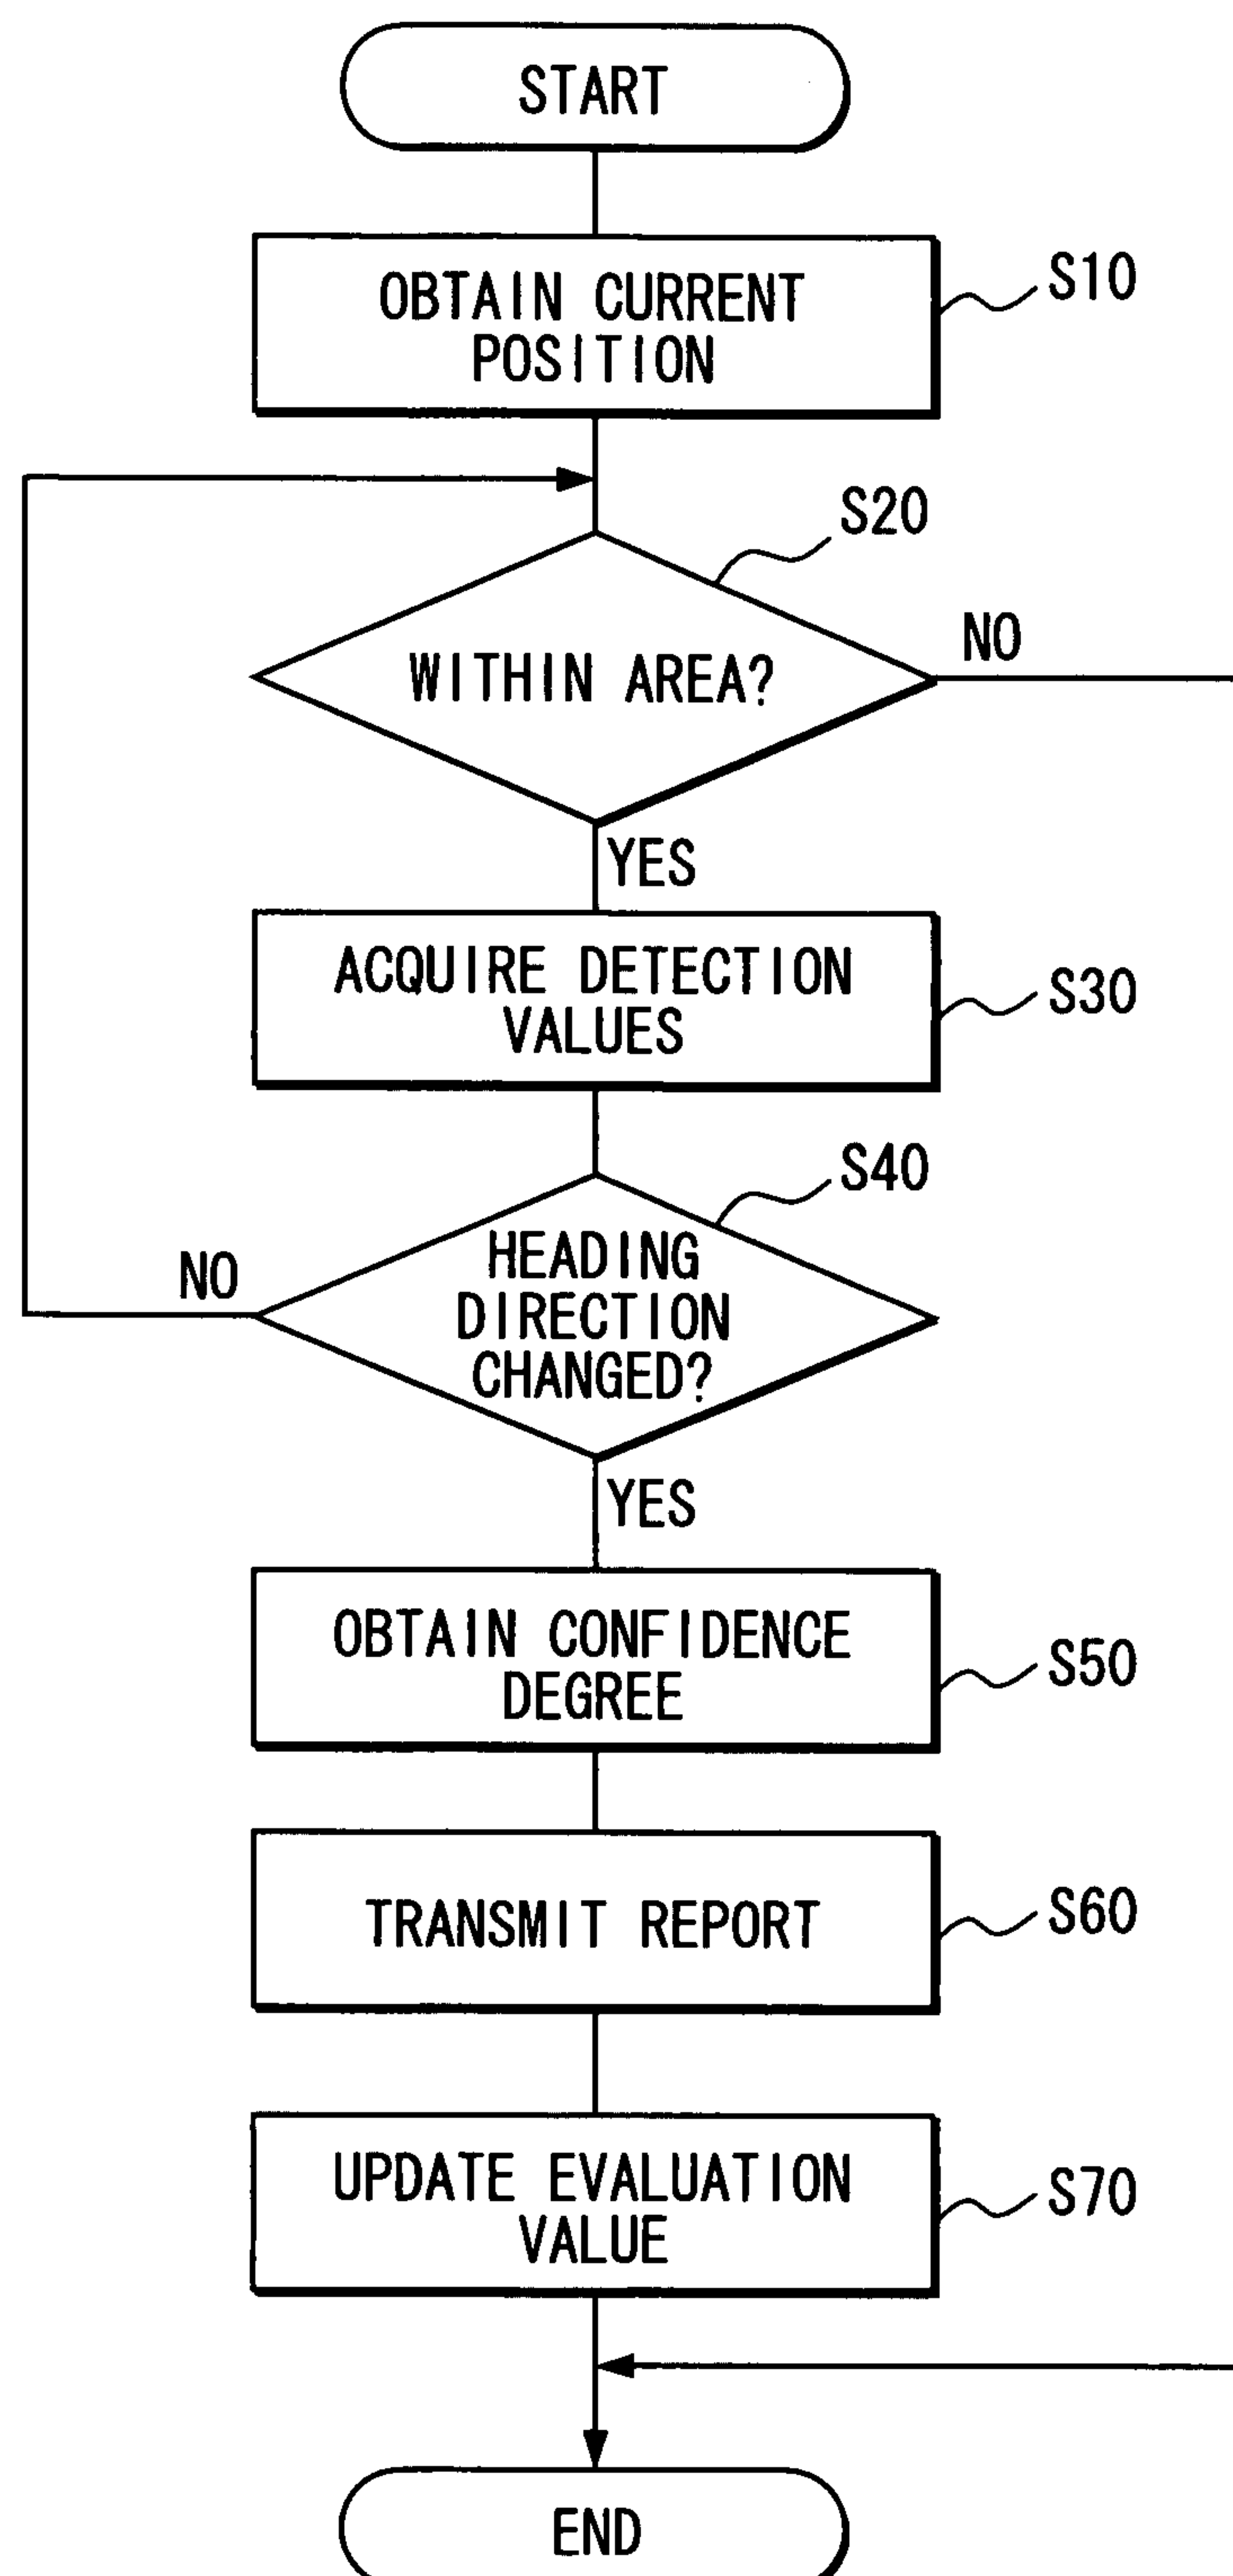 START
OBTAIN CURRENT
POSITION
S10
S20
WITHIN AREA?
NO
YES
ACQUIRE DETECTION
VALUES
S30
S40
HEADING
DIRECTION
CHANGED?
NO
YES
OBTAIN CONFIDENCE
DEGREE
S50
TRANSMIT REPORT
S60
UPDATE EVALUATION
VALUE
S70
END